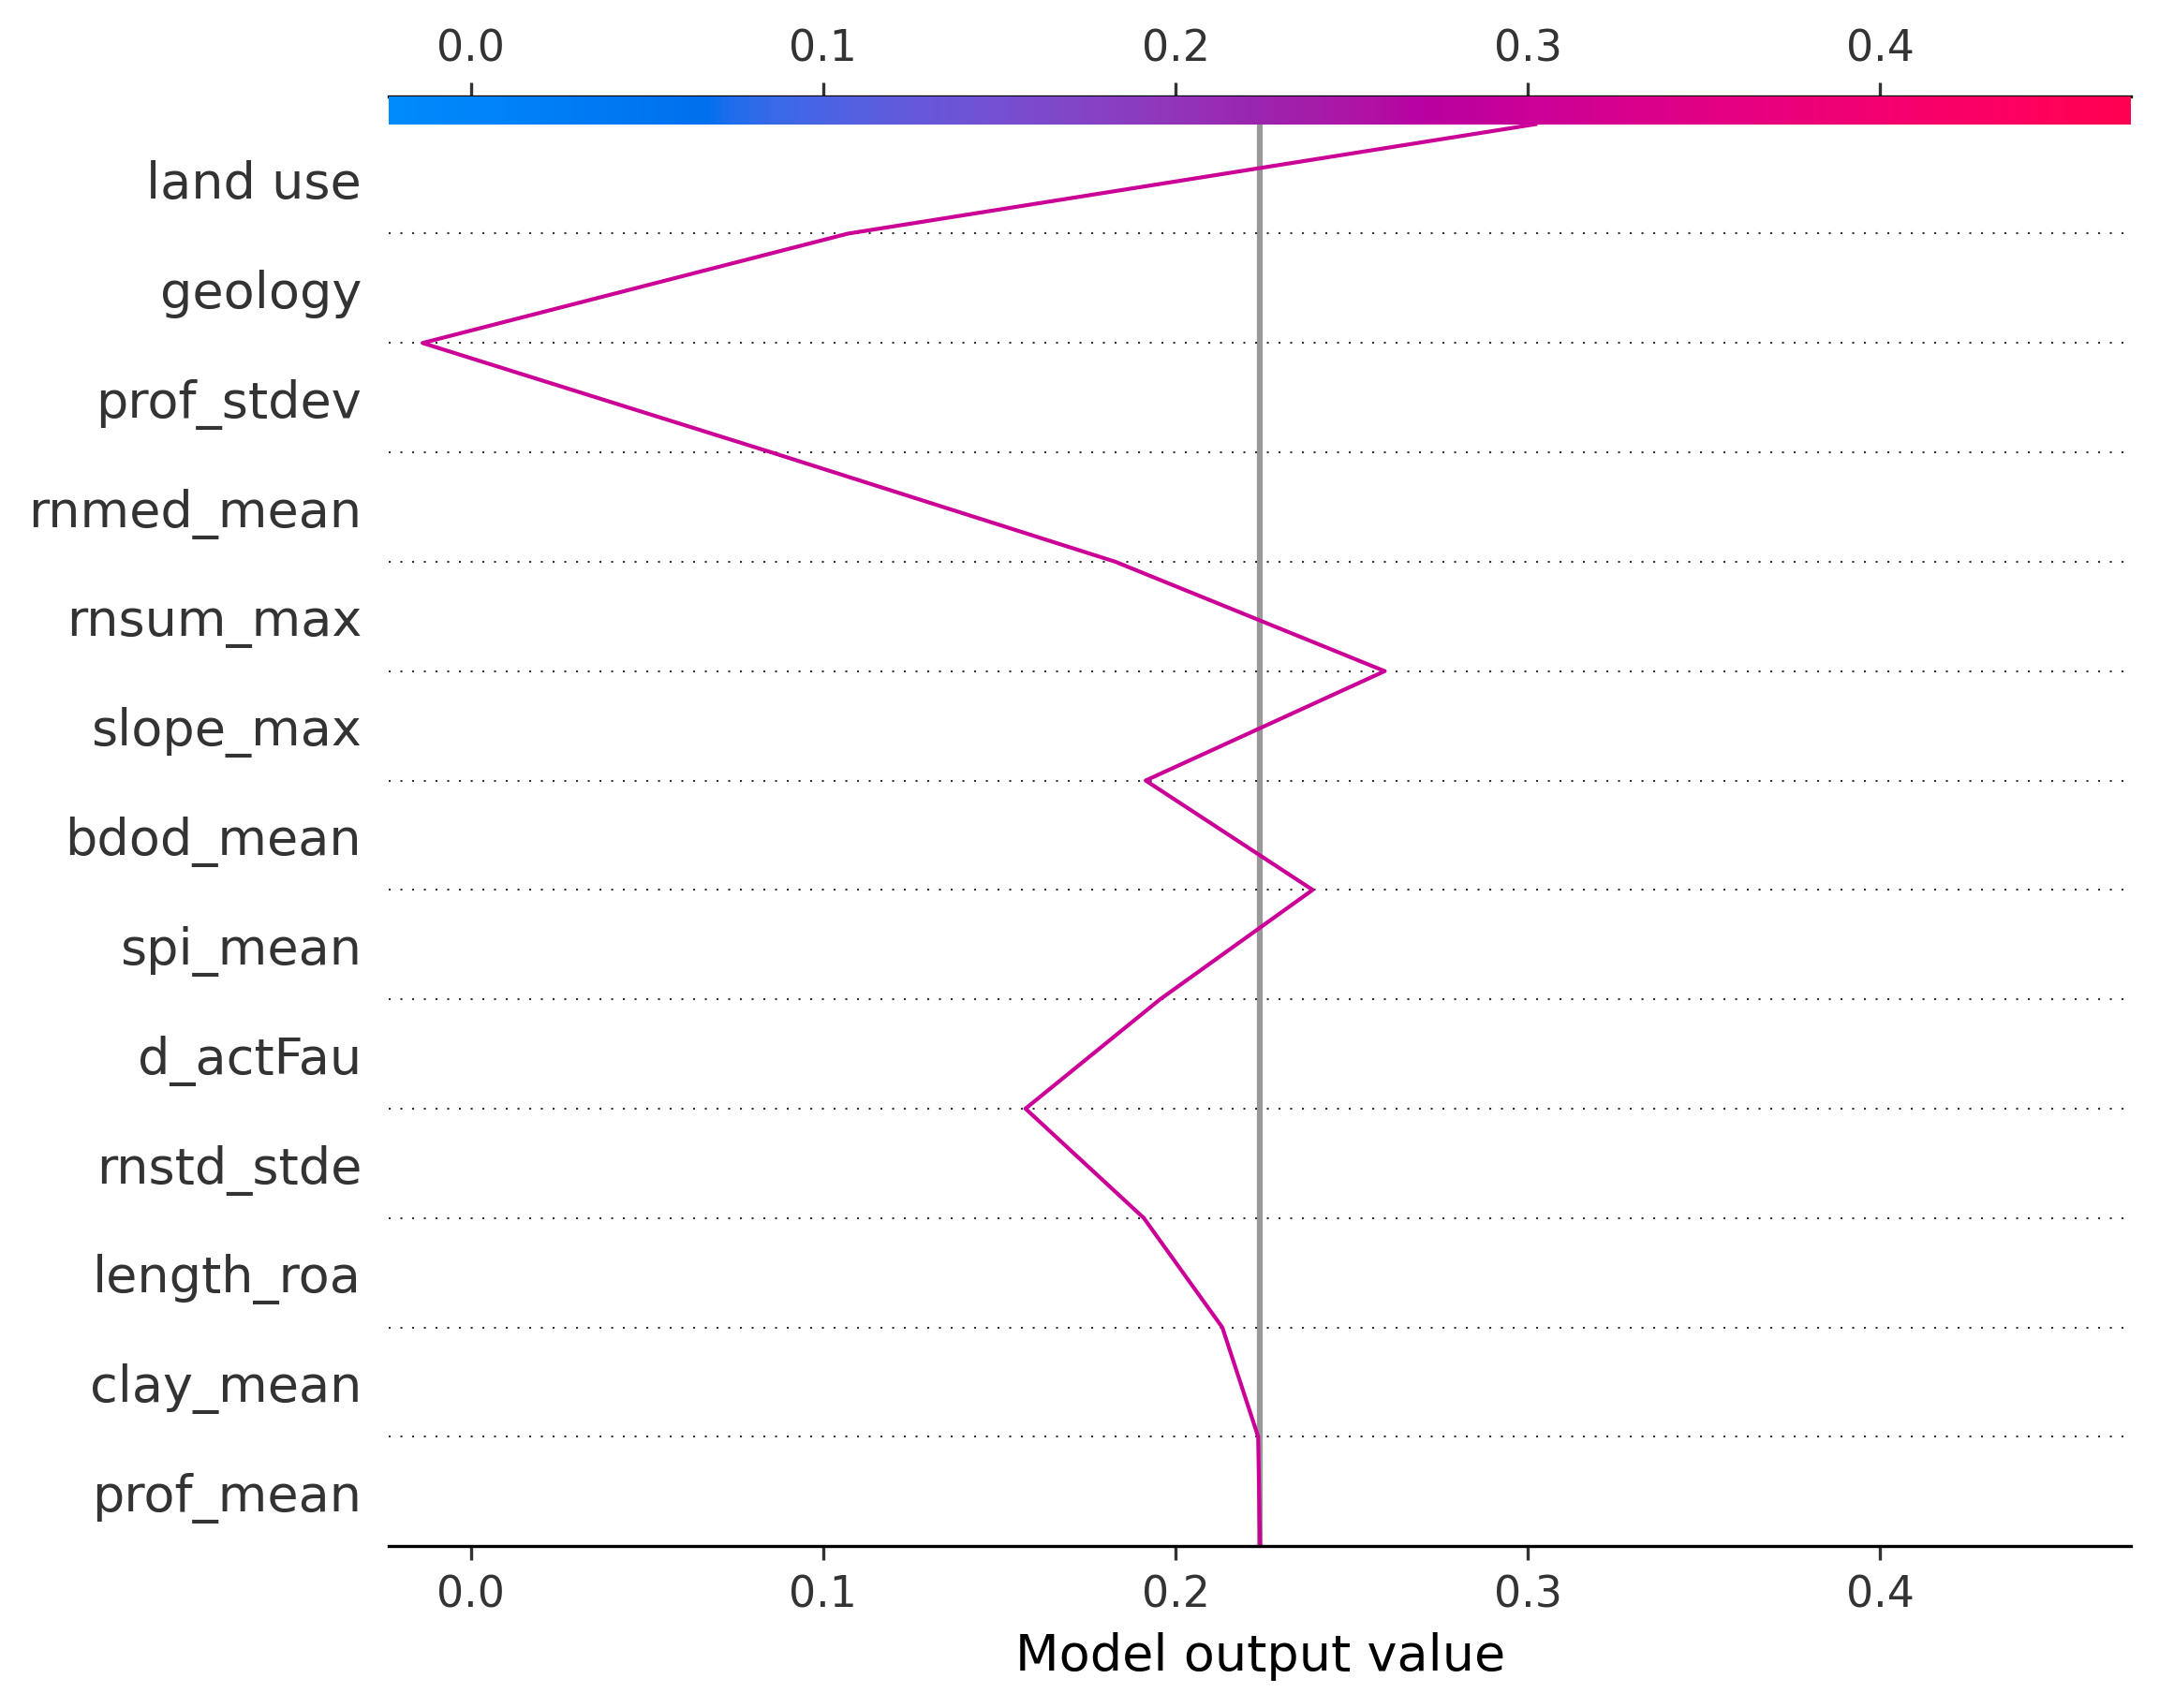 0.0 0.1 0.2 0.3 0.4
land use
geology
prof_stdev
rnmed_mean
rnsum_max
slope_max
bdod_mean
spi_mean
d_actFau
rnstd_stde
length_roa
clay_mean
prof_mean
0.0 0.1 0.2 0.3 0.4
Model output value